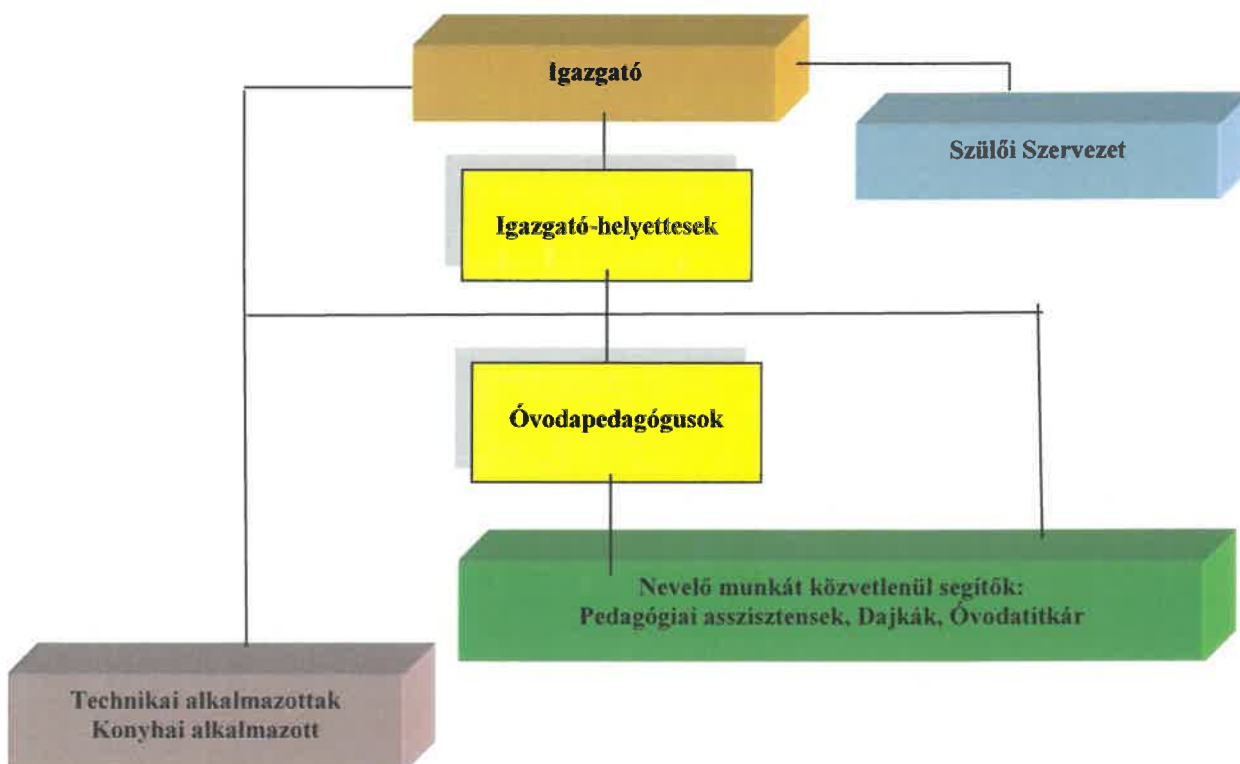 Igazgató
Szülői Szervezet
Igazgató-helyettesek
Óvodapedagógusok
Nevelő munkát közvetlenül segítők:
Pedagógiai asszisztensek, Dajkák, Óvodatitkár
Technikai alkalmazottak
Konyhai alkalmazott